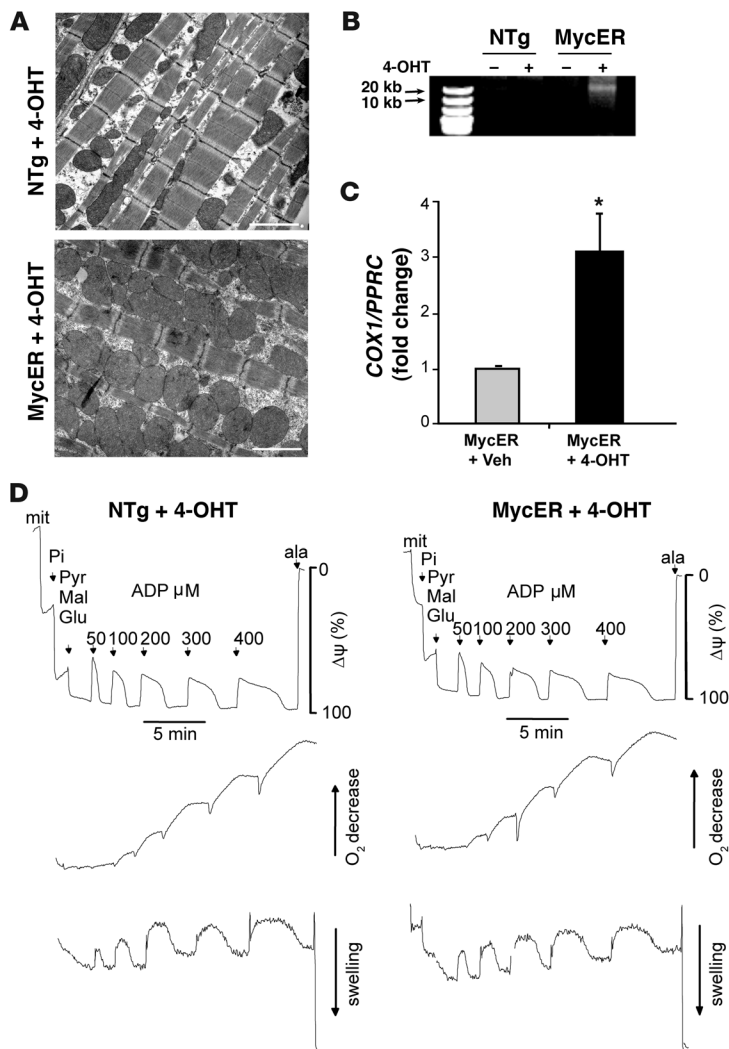 A
NTg + 4-OHT
MycER + 4-OHT
B
NTg MycER
4-OHT – + – +
20 kb
10 kb
C
COX1/PPRC
(fold change)
4
3
2
1
0
*
MycER
+ Veh
MycER
+ 4-OHT
D
NTg + 4-OHT
mit
Pi
Pyr
Mal
Glu
ADP µM
50 100 200 300 400
ala
0
100
Δψ (%)
5 min
O2 decrease
swelling
MycER + 4-OHT
mit
Pi
Pyr
Mal
Glu
ADP µM
50 100 200 300 400
ala
0
100
Δψ (%)
5 min
O2 decrease
swelling